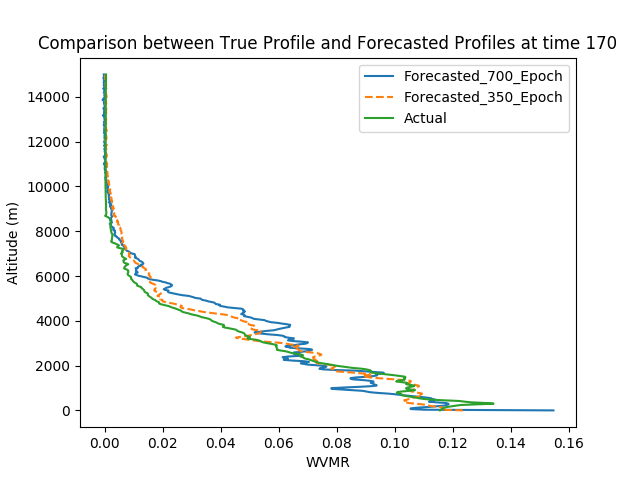 Comparison between True Profile and Forecasted Profiles at time 170
Forecasted_700_Epoch
Forecasted_350_Epoch
Actual
Altitude (m)
14000
12000
10000
8000
6000
4000
2000
0
0.00 0.02 0.04 0.06 0.08 0.10 0.12 0.14 0.16
WVMR